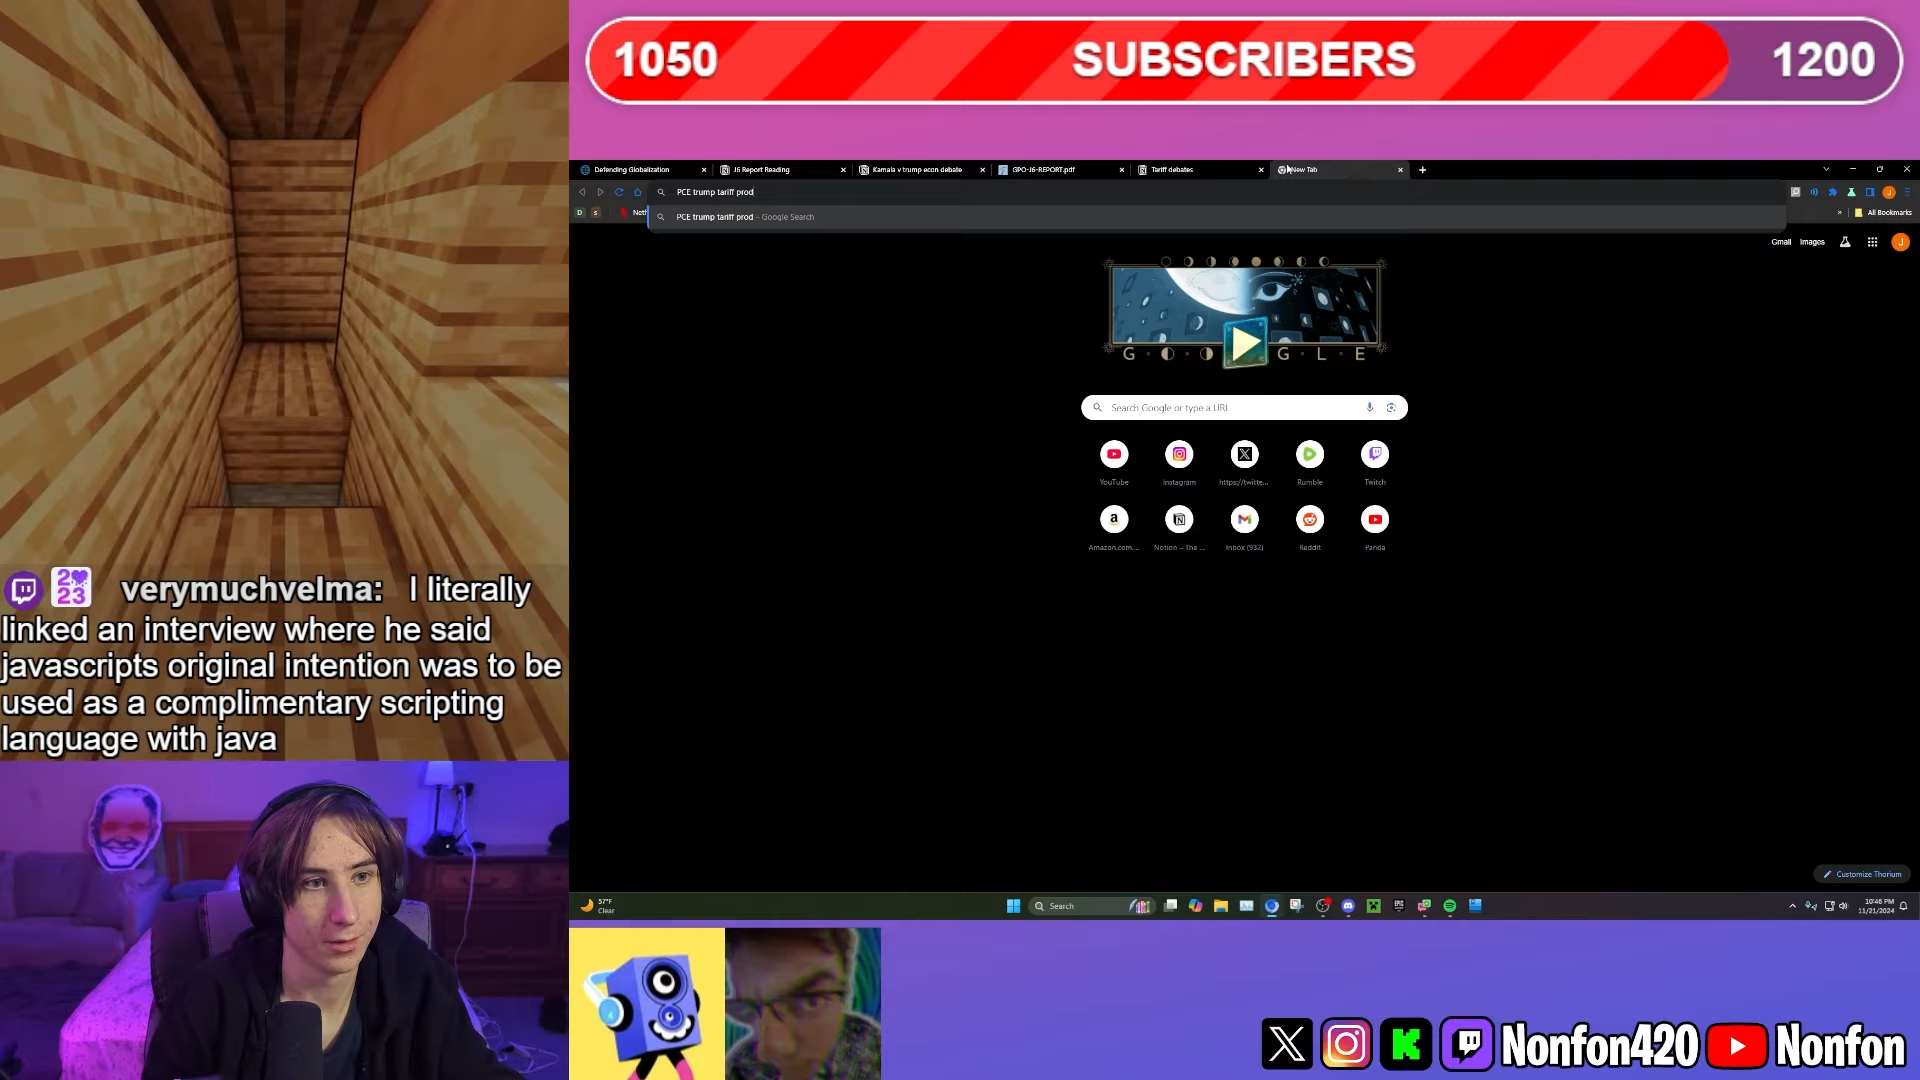 1050 SUBSCRIBERS 1200
Defending Globalization
J6 Report Reading
Kamala v trump econ debate
GPO-J6-REPORT.pdf
Tariff debates
New Tab
PCE trump tariff prod
PCE trump tariff prod - Google Search
All Bookmarks
Gmail Images
J
G O O G L E
Search Google or type a URL
YouTube
Instagram
https://twitte...
Rumble
Twitch
Amazon.com...
Notion – The ...
Inbox (932)
Reddit
Panda
verymuchvelma: I literally
linked an interview where he said
javascripts original intention was to be
used as a complimentary scripting
language with java
Customize Thorium
57°F
Clear
Search
10:46 PM
11/21/2024
Nonfon420 Nonfon